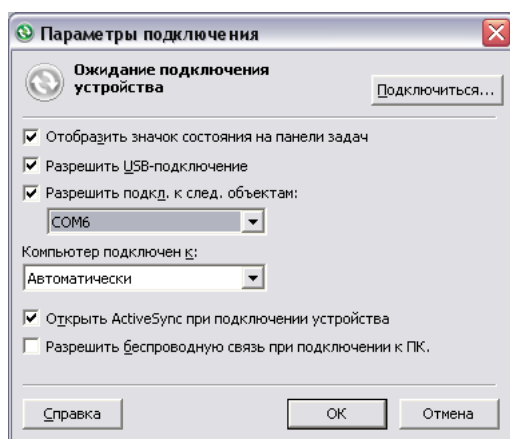 Параметры подключения
Ожидание подключения
устройства
Подключиться...
Отобразить значок состояния на панели задач
Разрешить USB-подключение
Разрешить подкл. к след. объектам:
COM6
Компьютер подключен к:
Автоматически
Открыть ActiveSync при подключении устройства
Разрешить беспроводную связь при подключении к ПК.
Справка
ОК
Отмена